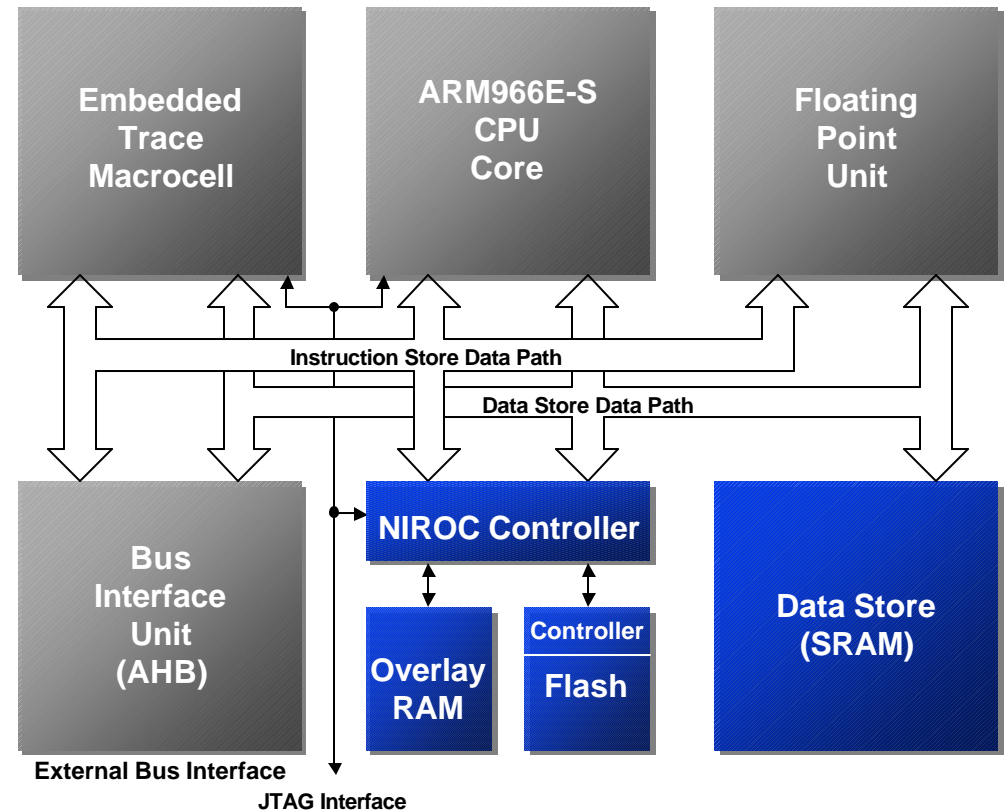 Embedded
Trace
Macrocell
ARM966E-S
CPU
Core
Floating
Point
Unit
Instruction Store Data Path
Data Store Data Path
Bus
Interface
Unit
(AHB)
NIROC Controller
Overlay
RAM
Controller
Flash
Data Store
(SRAM)
External Bus Interface
JTAG Interface